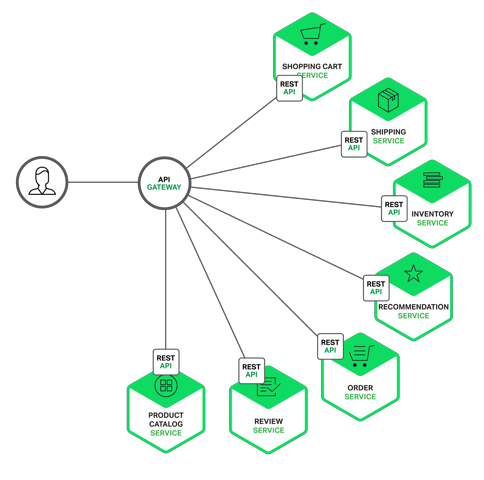 SHOPPING CART
SERVICE
REST
API
SHIPPING
SERVICE
REST
API
API
GATEWAY
REST
API
INVENTORY
SERVICE
REST
API
RECOMMENDATION
SERVICE
REST
API
ORDER
SERVICE
REST
API
REVIEW
SERVICE
REST
API
PRODUCT
CATALOG
SERVICE